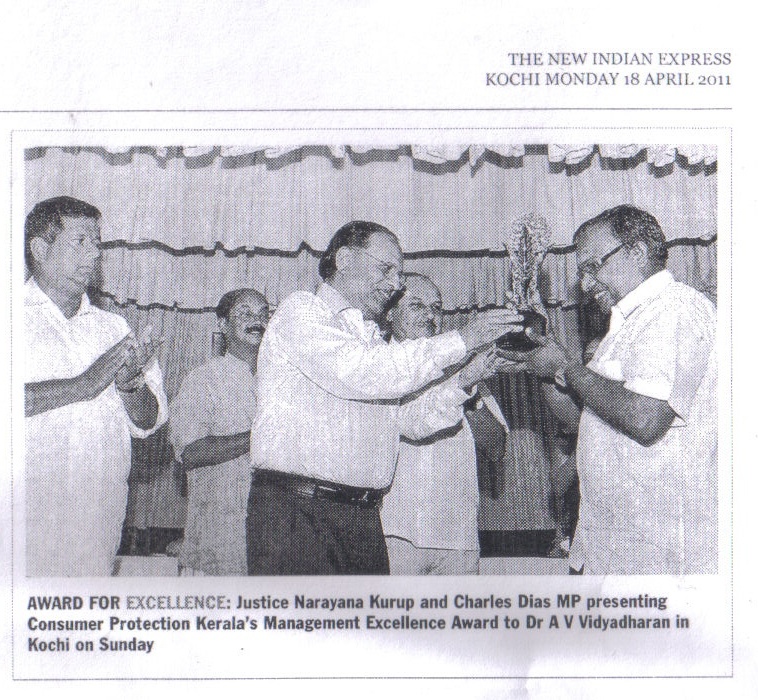 THE NEW INDIAN EXPRESS
KOCHI MONDAY 18 APRIL 2011
AWARD FOR EXCELLENCE: Justice Narayana Kurup and Charles Dias MP presenting
Consumer Protection Kerala's Management Excellence Award to Dr A V Vidyadharan in
Kochi on Sunday